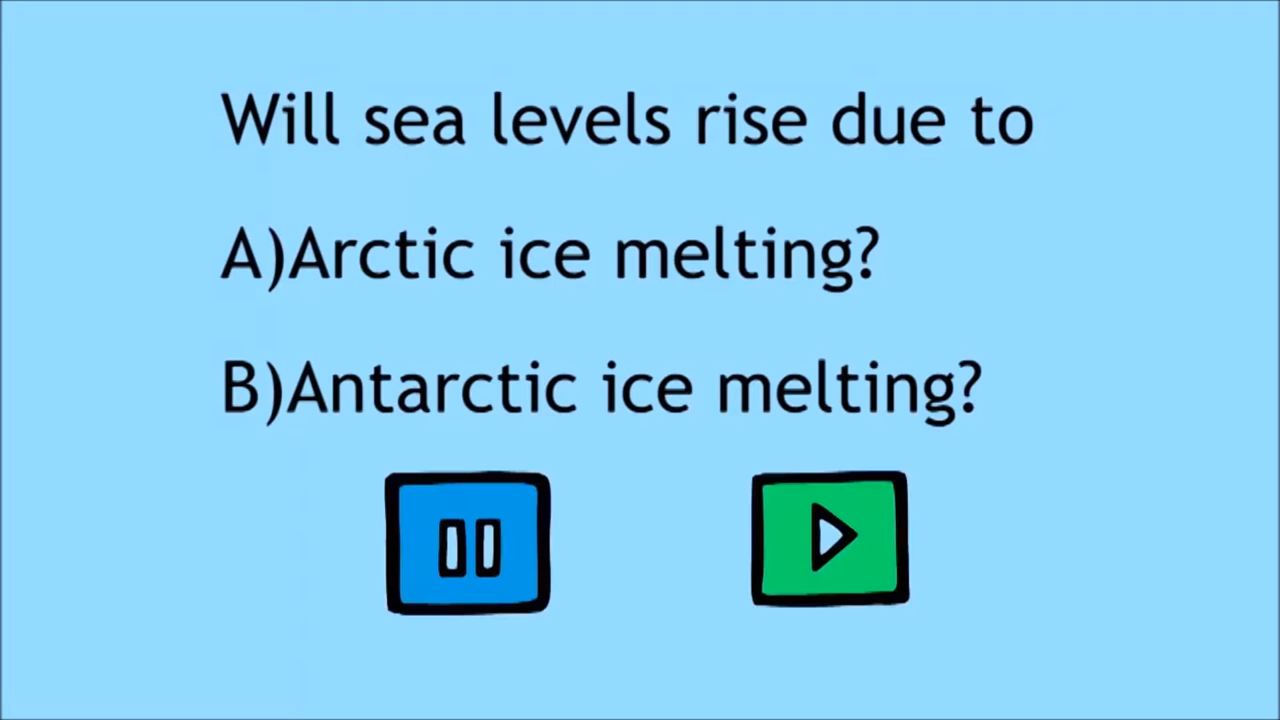 Will sea levels rise due to
A)Arctic ice melting?
B)Antarctic ice melting?